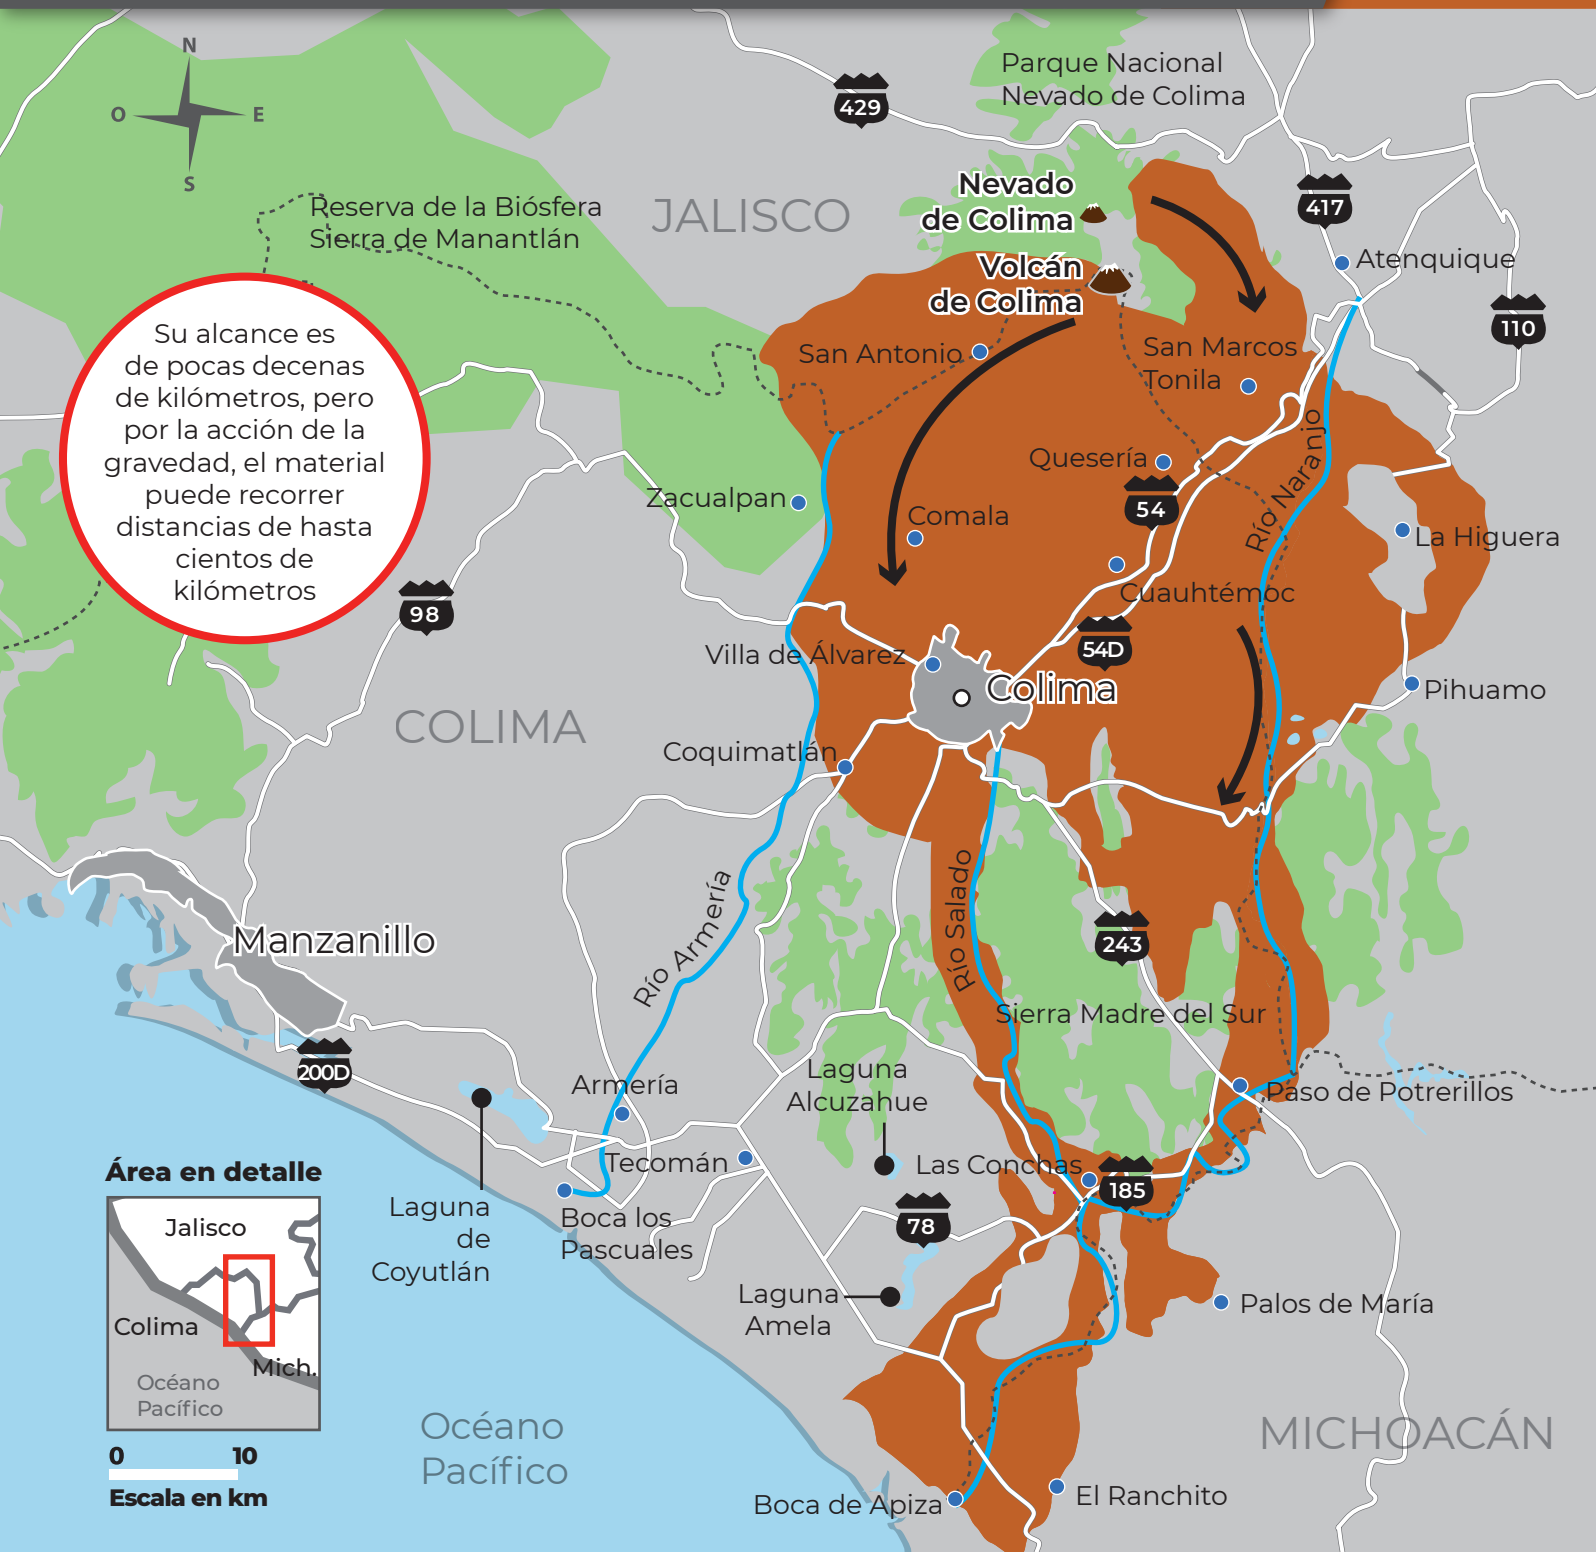 N
O
E
S
429
Parque Nacional
Nevado de Colima
Nevado
de Colima
417
Reserva de la Biósfera
Sierra de Manantlán
JALISCO
Atenquique
Volcán
de Colima
110
Su alcance es
de pocas decenas
de kilómetros, pero
por la acción de la
gravedad, el material
puede recorrer
distancias de hasta
cientos de
kilómetros
San Antonio
San Marcos
Tonila
Quesería
Río Naranjo
Zacualpan
54
Comala
La Higuera
98
Cuauhtémoc
54D
Villa de Álvarez
Colima
Pihuamo
COLIMA
Coquimatlán
Río Armería
Río Salado
Manzanillo
243
Sierra Madre del Sur
200D
Armería
Laguna
Alcuzahue
Paso de Potrerillos
Tecomán
Las Conchas
185
Área en detalle
Jalisco
Colima
Mich.
Océano
Pacífico
0
10
Escala en km
Laguna
de
Coyutlán
Boca los
Pascuales
78
Laguna
Amela
Palos de María
Océano
Pacífico
MICHOACÁN
Boca de Apiza
El Ranchito